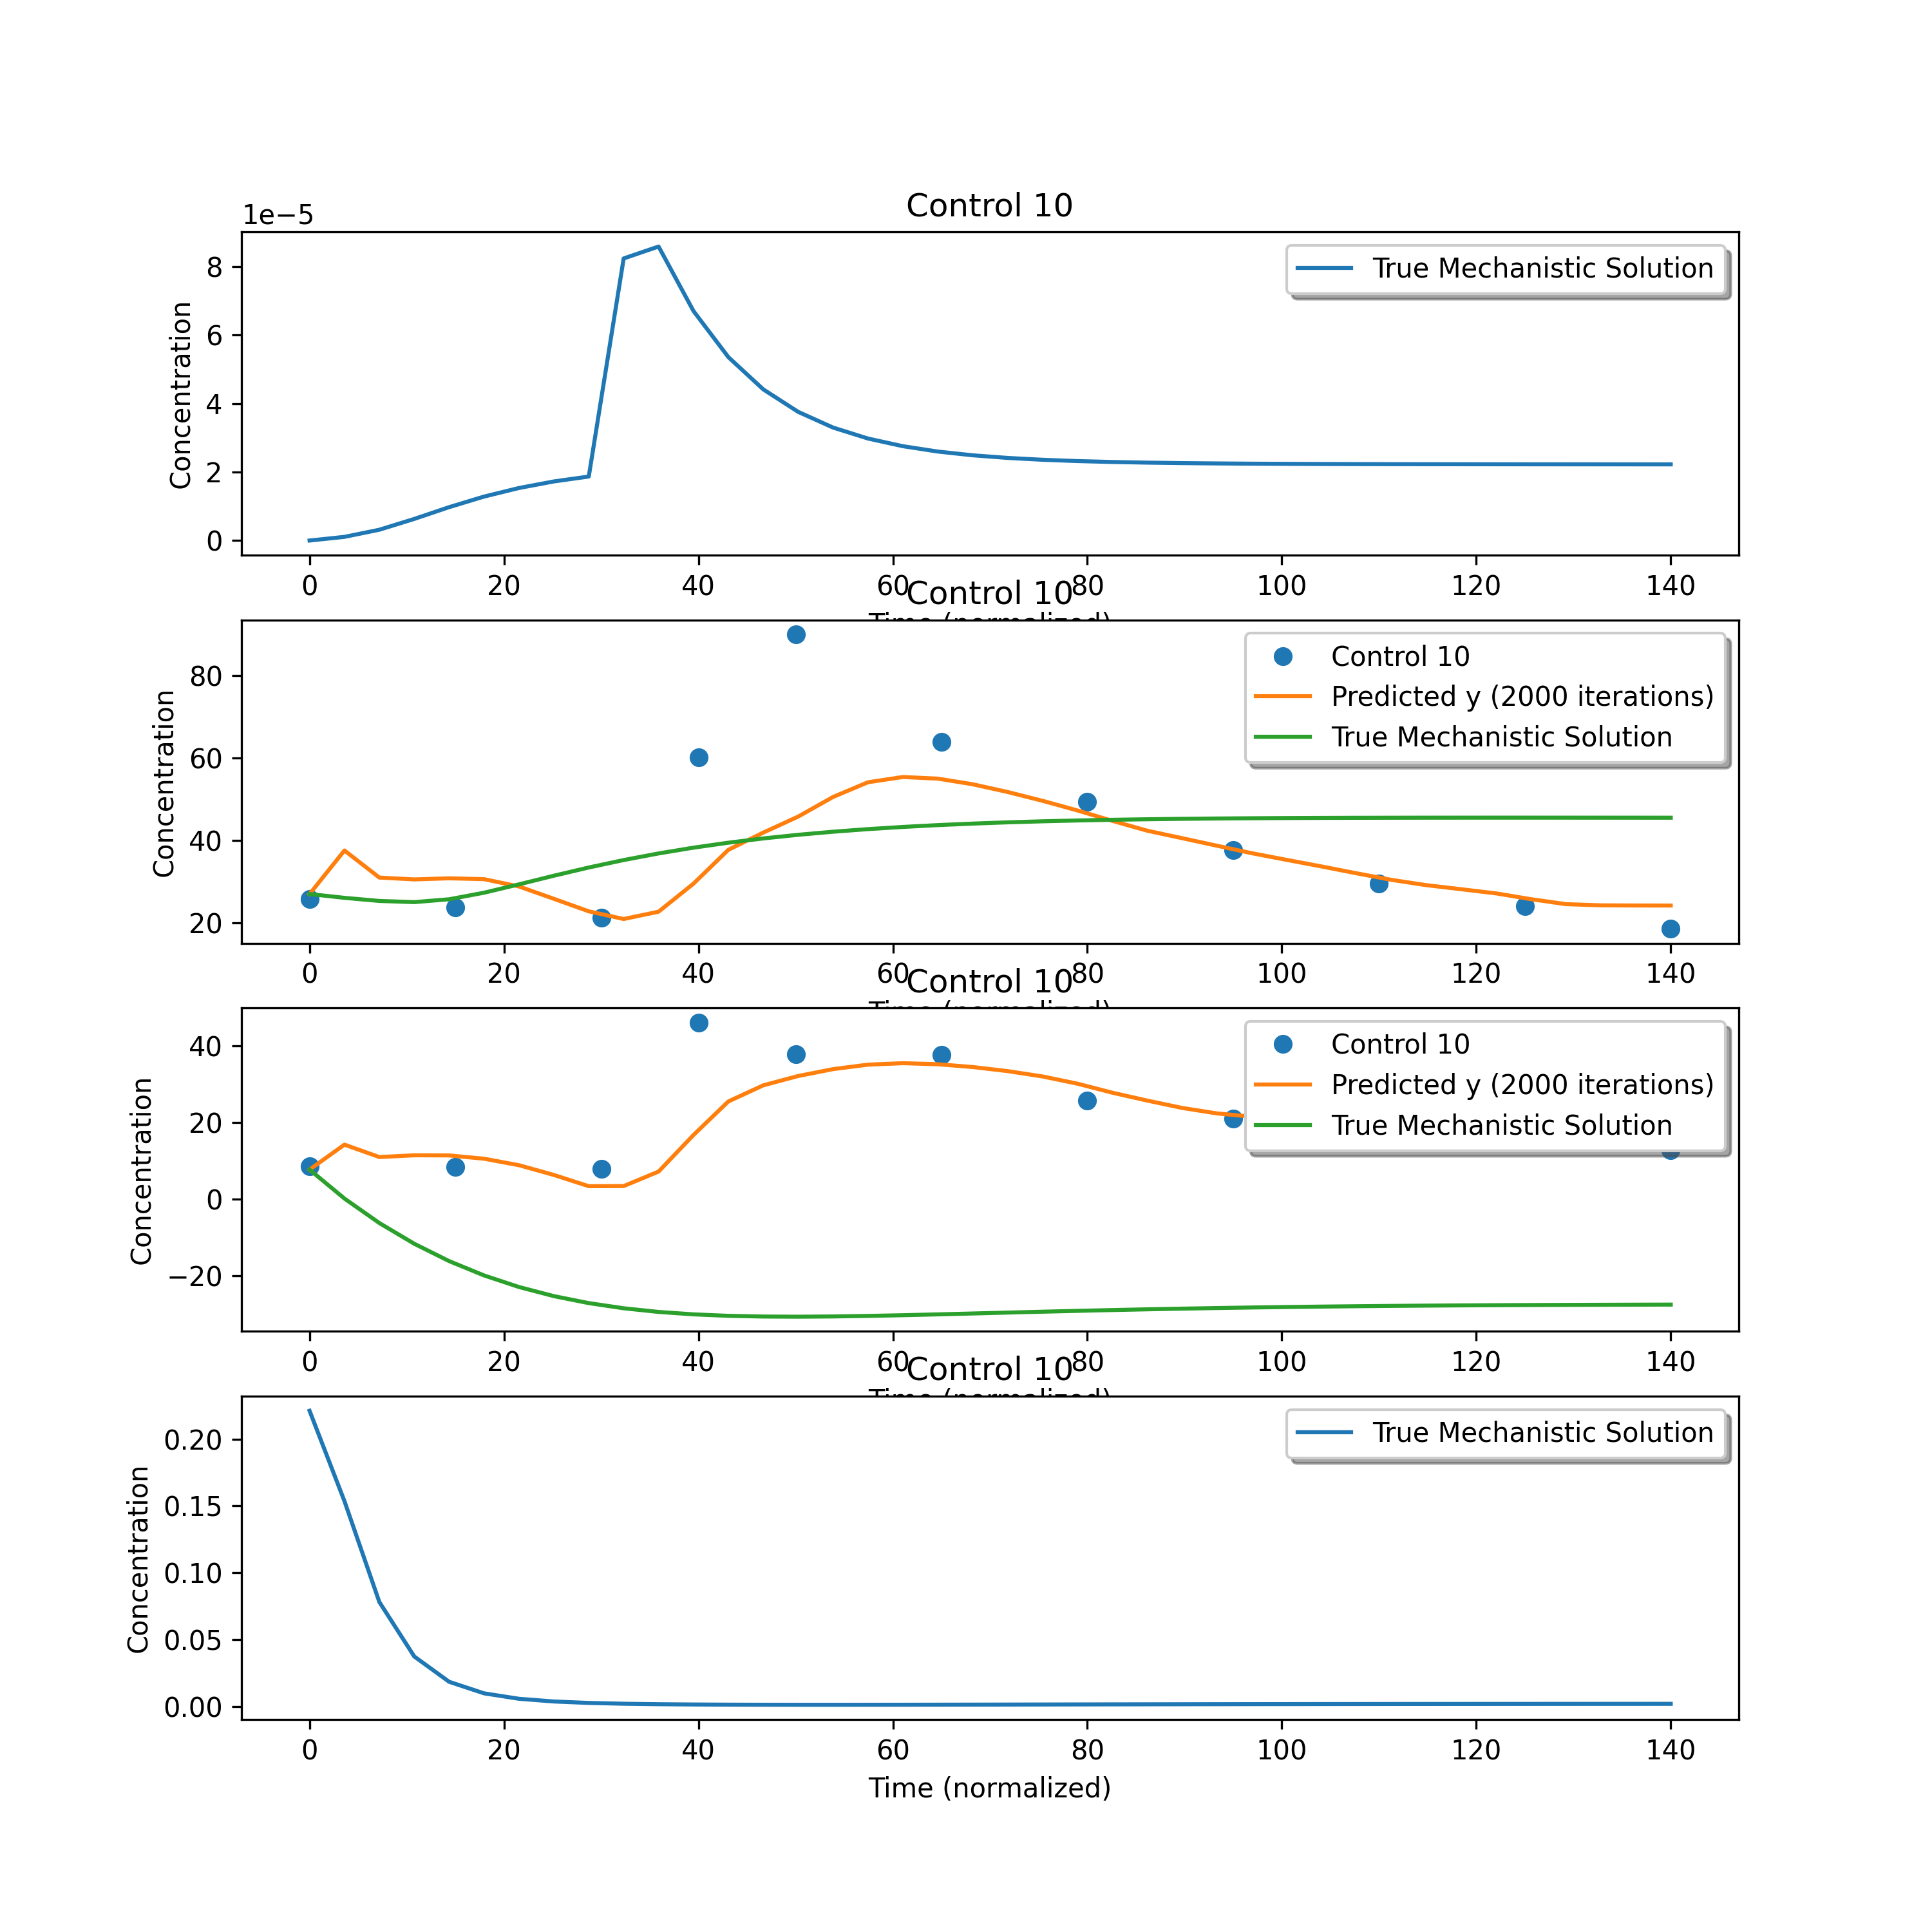 Control 10
1e−5
True Mechanistic Solution
Concentration
8
6
4
2
0
0 20 40 60 80 100 120 140
Control 10
Control 10
Predicted y (2000 iterations)
True Mechanistic Solution
Concentration
80
60
40
20
0 20 40 60 80 100 120 140
Control 10
Control 10
Predicted y (2000 iterations)
True Mechanistic Solution
Concentration
40
20
0
−20
0 20 40 60 80 100 120 140
Control 10
True Mechanistic Solution
Concentration
0.20
0.15
0.10
0.05
0.00
0 20 40 60 80 100 120 140
Time (normalized)